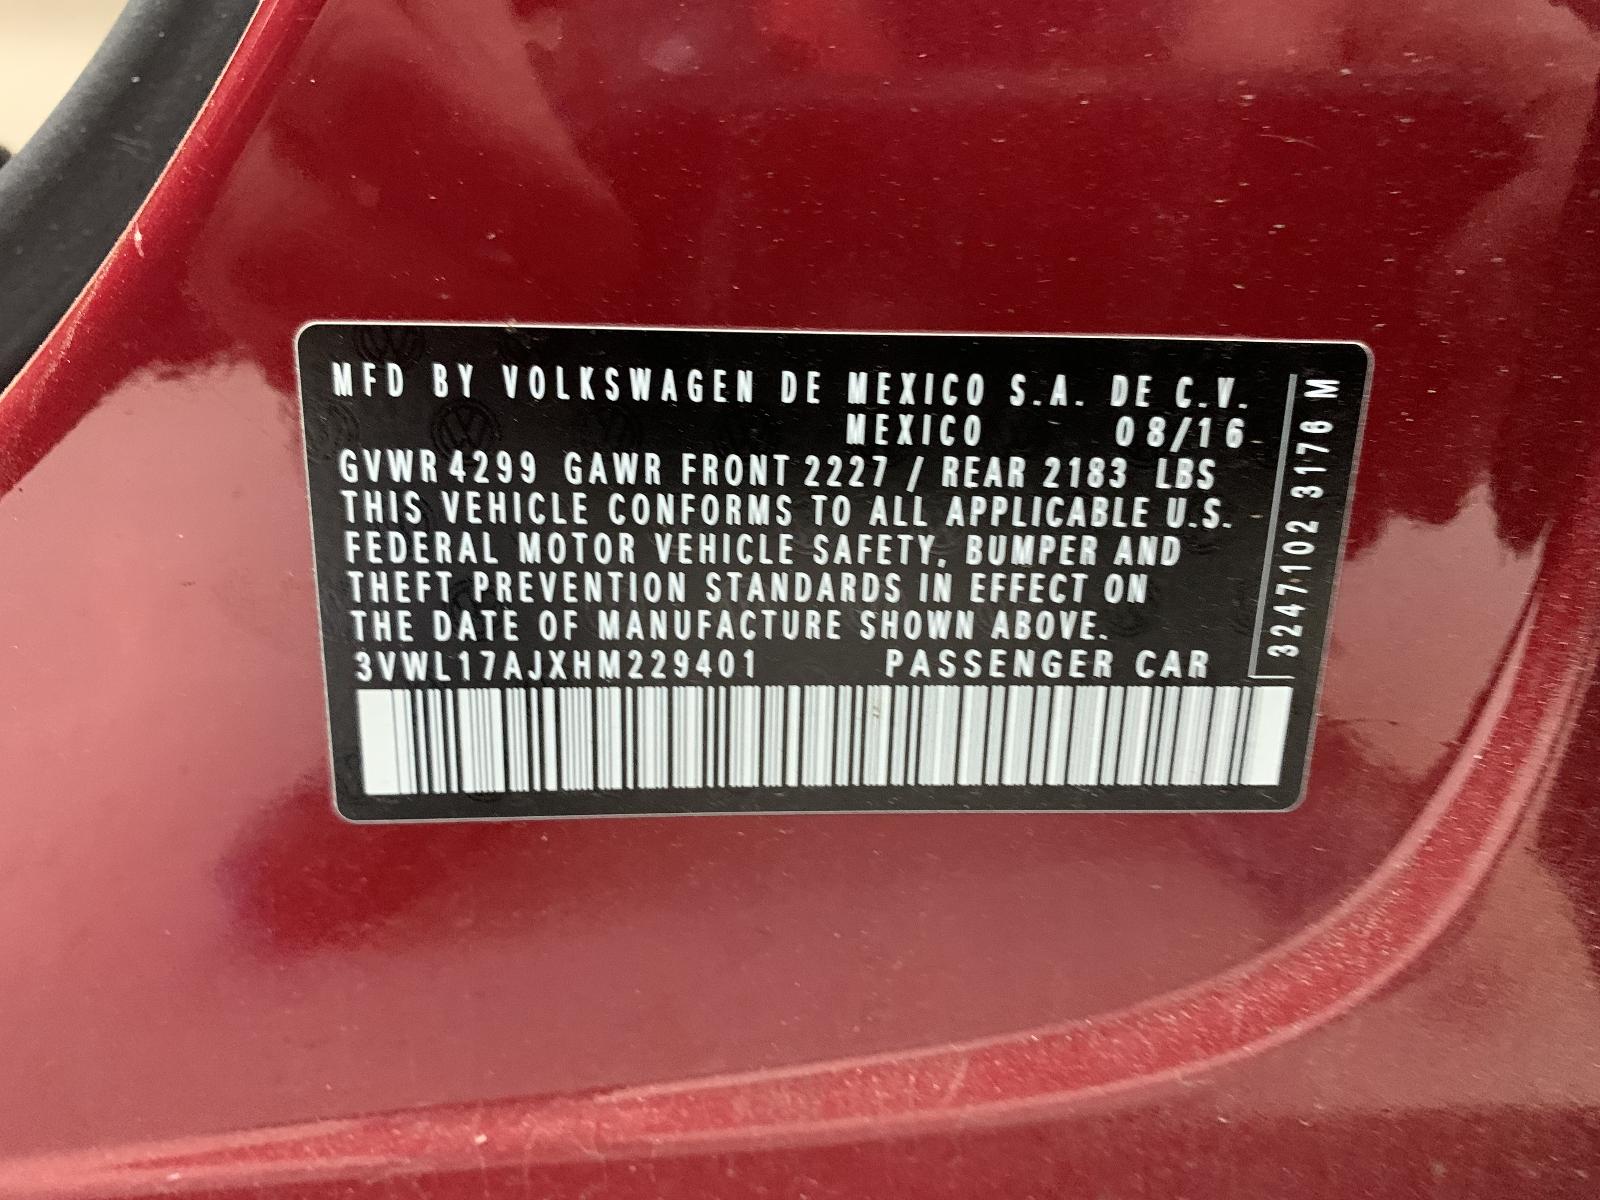 MFD BY VOLKSWAGEN DE MEXICO S.A. DE C.V.
MEXICO 08/16
GVWR 4299 GAWR FRONT 2227 / REAR 2183 LBS
THIS VEHICLE CONFORMS TO ALL APPLICABLE U.S.
FEDERAL MOTOR VEHICLE SAFETY, BUMPER AND
THEFT PREVENTION STANDARDS IN EFFECT ON
THE DATE OF MANUFACTURE SHOWN ABOVE.
3VWL17AJXHM229401 PASSENGER CAR
3247102 3176 M